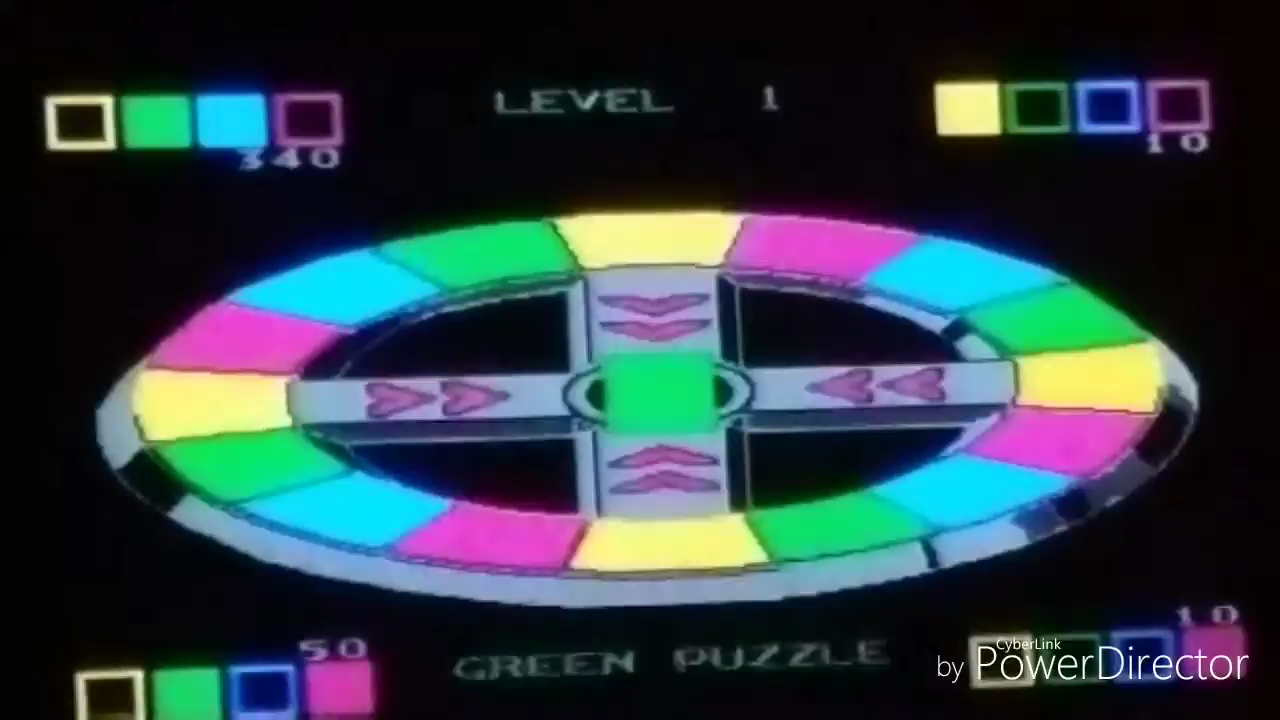 LEVEL 1
340
10
50
10
GREEN PUZZLE
CyberLink
by PowerDirector